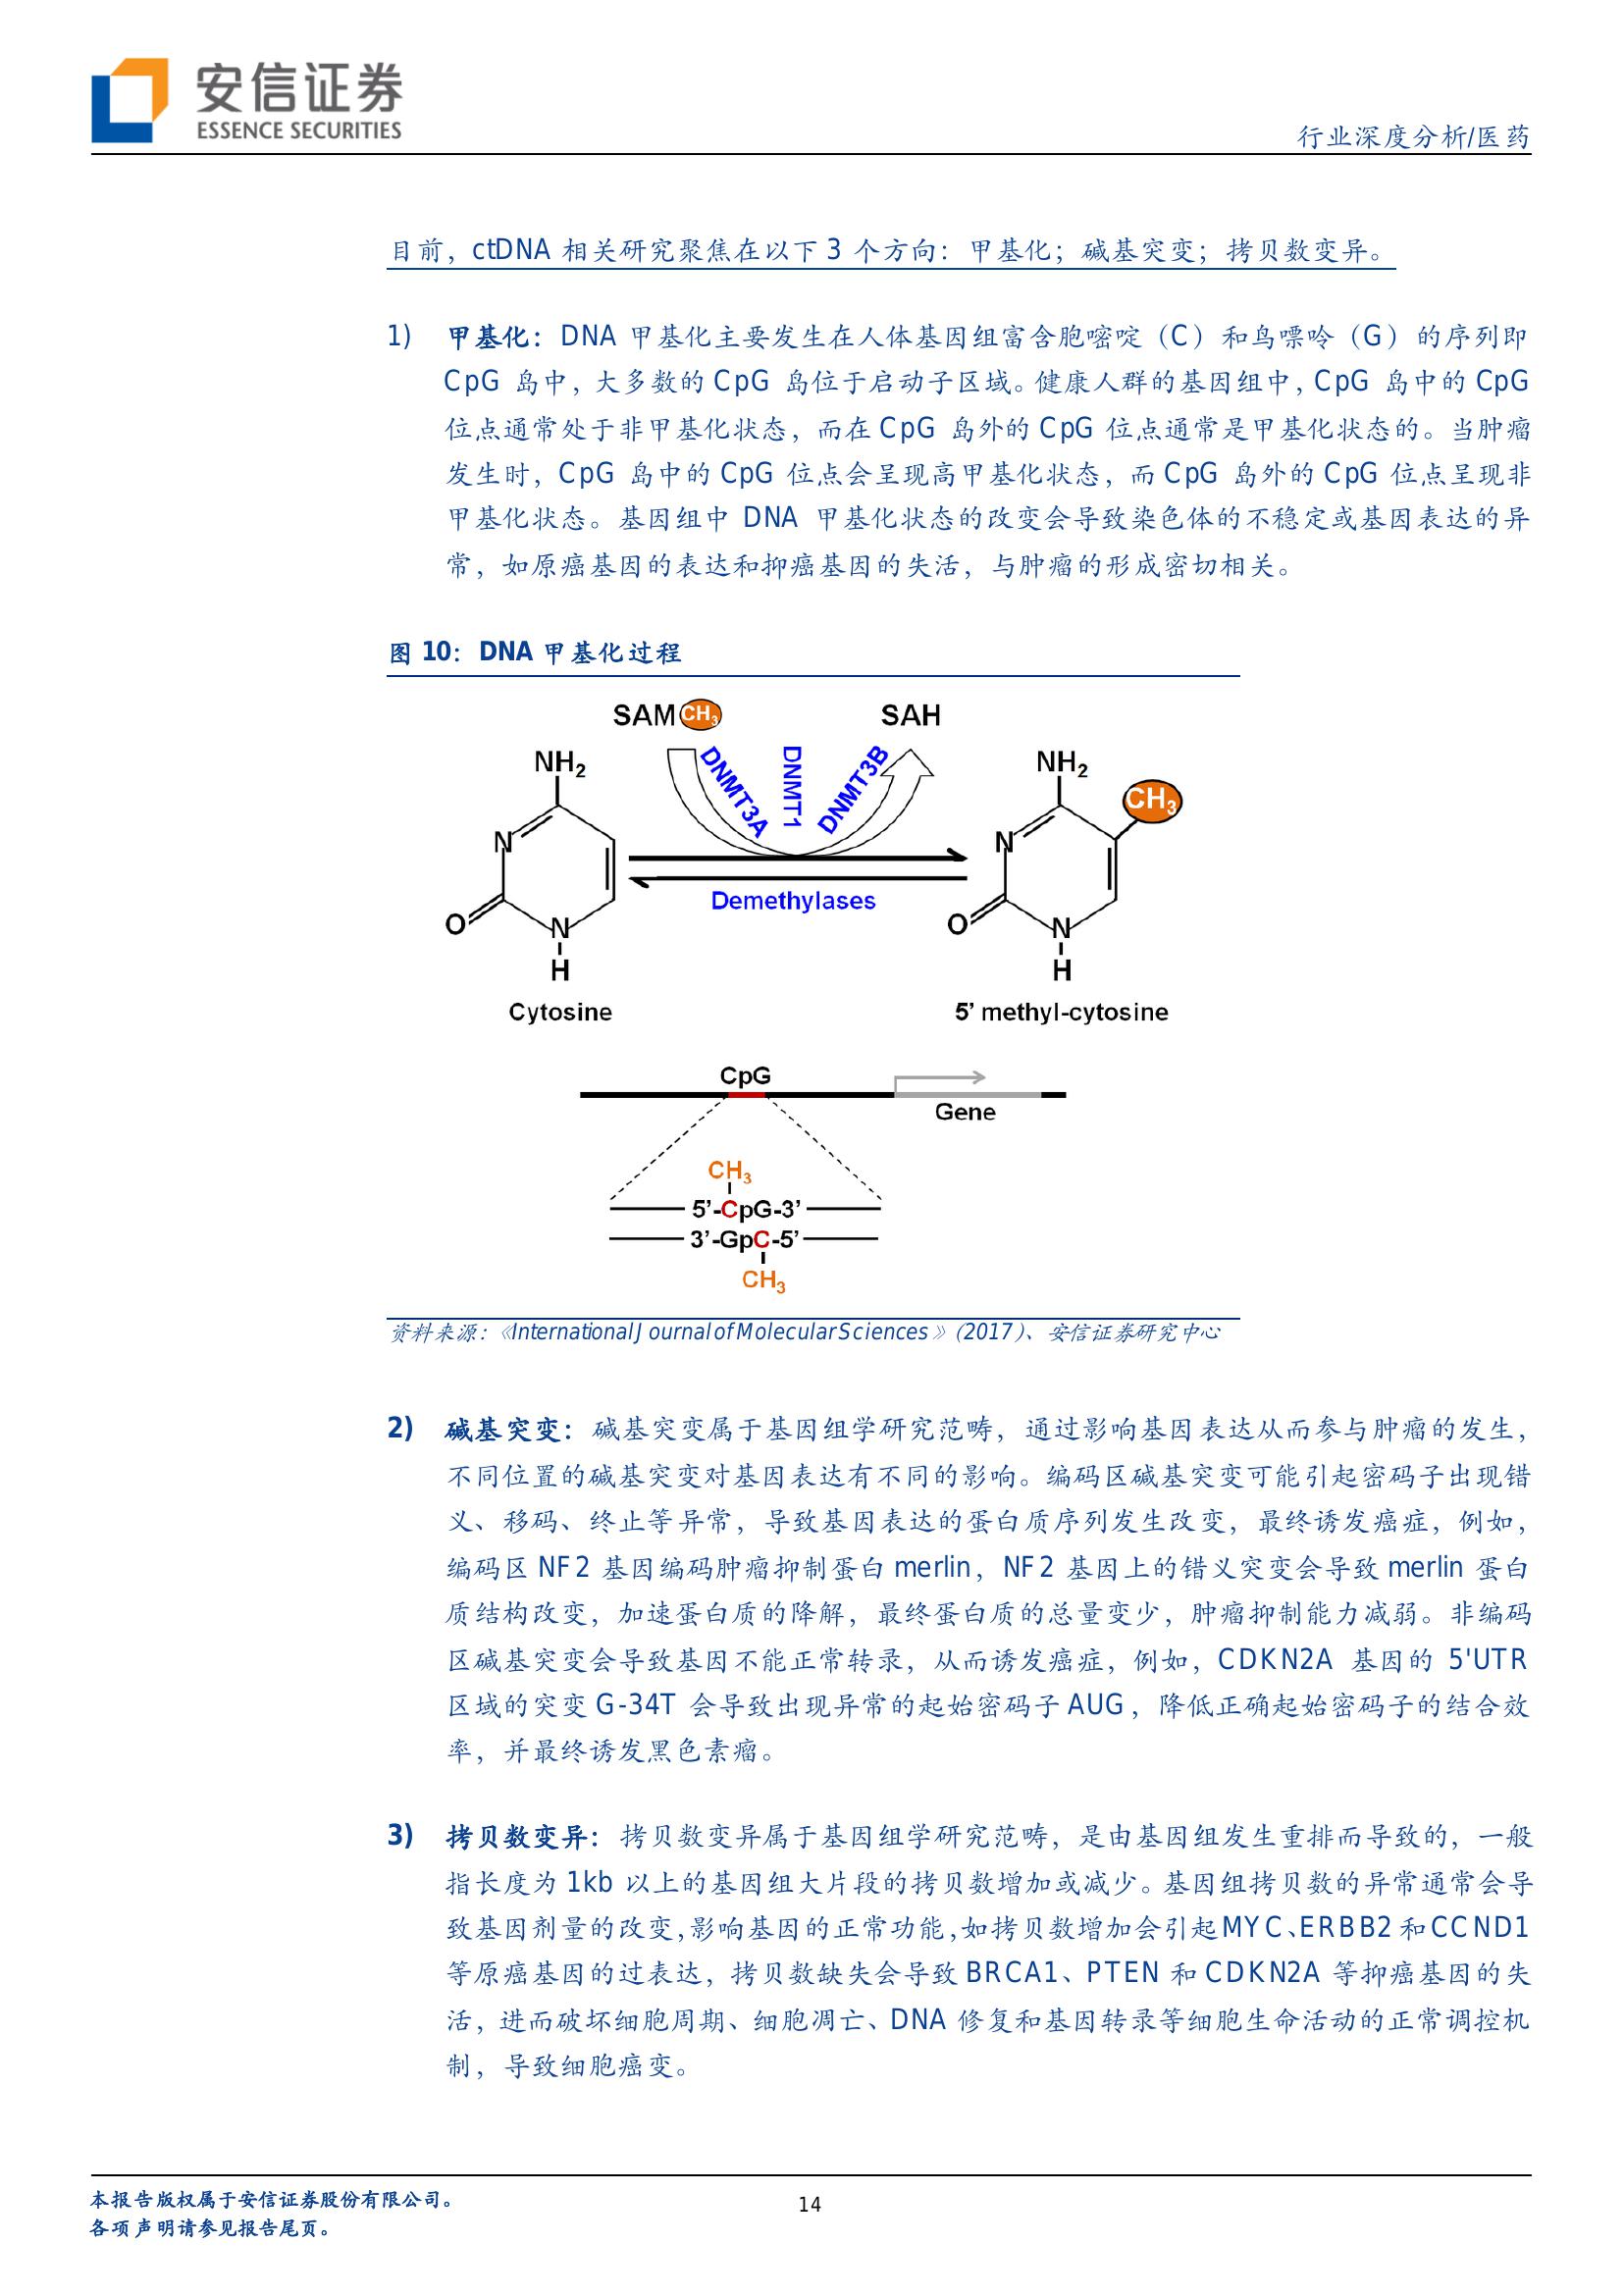 安信证券
ESSENCE SECURITIES
行业深度分析/医药
目前，ctDNA 相关研究聚焦在以下 3 个方向：甲基化；碱基突变；拷贝数变异。
1) 甲基化：DNA 甲基化主要发生在人体基因组富含胞嘧啶（C）和鸟嘌呤（G）的序列即
CpG 岛中，大多数的 CpG 岛位于启动子区域。健康人群的基因组中，CpG 岛中的 CpG
位点通常处于非甲基化状态，而在 CpG 岛外的 CpG 位点通常是甲基化状态的。当肿瘤
发生时，CpG 岛中的 CpG 位点会呈现高甲基化状态，而 CpG 岛外的 CpG 位点呈现非
甲基化状态。基因组中 DNA 甲基化状态的改变会导致染色体的不稳定或基因表达的异
常，如原癌基因的表达和抑癌基因的失活，与肿瘤的形成密切相关。
图 10：DNA 甲基化过程
SAM CH3
SAH
DNMT3A
DNMT1
DNMT3B
NH2
N
O
N
H
Cytosine
Demethylases
NH2
CH3
N
O
N
H
5’ methyl-cytosine
CpG
Gene
CH3
5’-CpG-3’
3’-GpC-5’
CH3
资料来源：《International Journal of Molecular Sciences》（2017）、安信证券研究中心
2) 碱基突变：碱基突变属于基因组学研究范畴，通过影响基因表达从而参与肿瘤的发生，
不同位置的碱基突变对基因表达有不同的影响。编码区碱基突变可能引起密码子出现错
义、移码、终止等异常，导致基因表达的蛋白质序列发生改变，最终诱发癌症，例如，
编码区 NF2 基因编码肿瘤抑制蛋白 merlin，NF2 基因上的错义突变会导致 merlin 蛋白
质结构改变，加速蛋白质的降解，最终蛋白质的总量变少，肿瘤抑制能力减弱。非编码
区碱基突变会导致基因不能正常转录，从而诱发癌症，例如，CDKN2A 基因的 5'UTR
区域的突变 G-34T 会导致出现异常的起始密码子 AUG，降低正确起始密码子的结合效
率，并最终诱发黑色素瘤。
3) 拷贝数变异：拷贝数变异属于基因组学研究范畴，是由基因组发生重排而导致的，一般
指长度为 1kb 以上的基因组大片段的拷贝数增加或减少。基因组拷贝数的异常通常会导
致基因剂量的改变，影响基因的正常功能，如拷贝数增加会引起 MYC、ERBB2 和 CCND1
等原癌基因的过表达，拷贝数缺失会导致 BRCA1、PTEN 和 CDKN2A 等抑癌基因的失
活，进而破坏细胞周期、细胞凋亡、DNA 修复和基因转录等细胞生命活动的正常调控机
制，导致细胞癌变。
本报告版权属于安信证券股份有限公司。
各项声明请参见报告尾页。
14